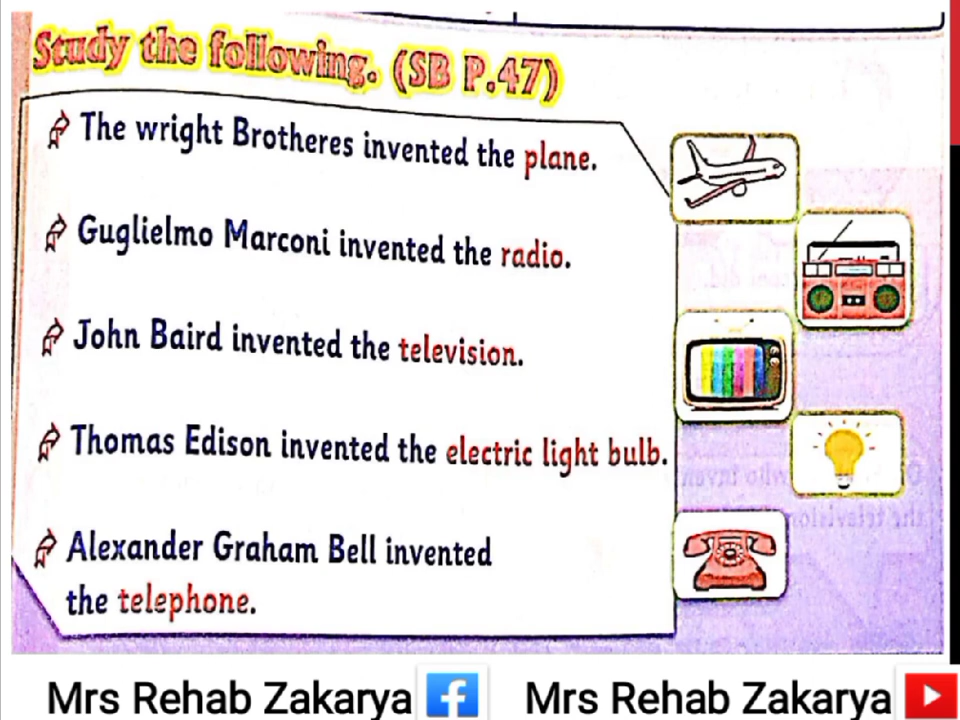 Study the following. (SB P.47)
The wright Brotheres invented the plane.
Guglielmo Marconi invented the radio.
John Baird invented the television.
Thomas Edison invented the electric light bulb.
Alexander Graham Bell invented
the telephone.
Mrs Rehab Zakarya
Mrs Rehab Zakarya